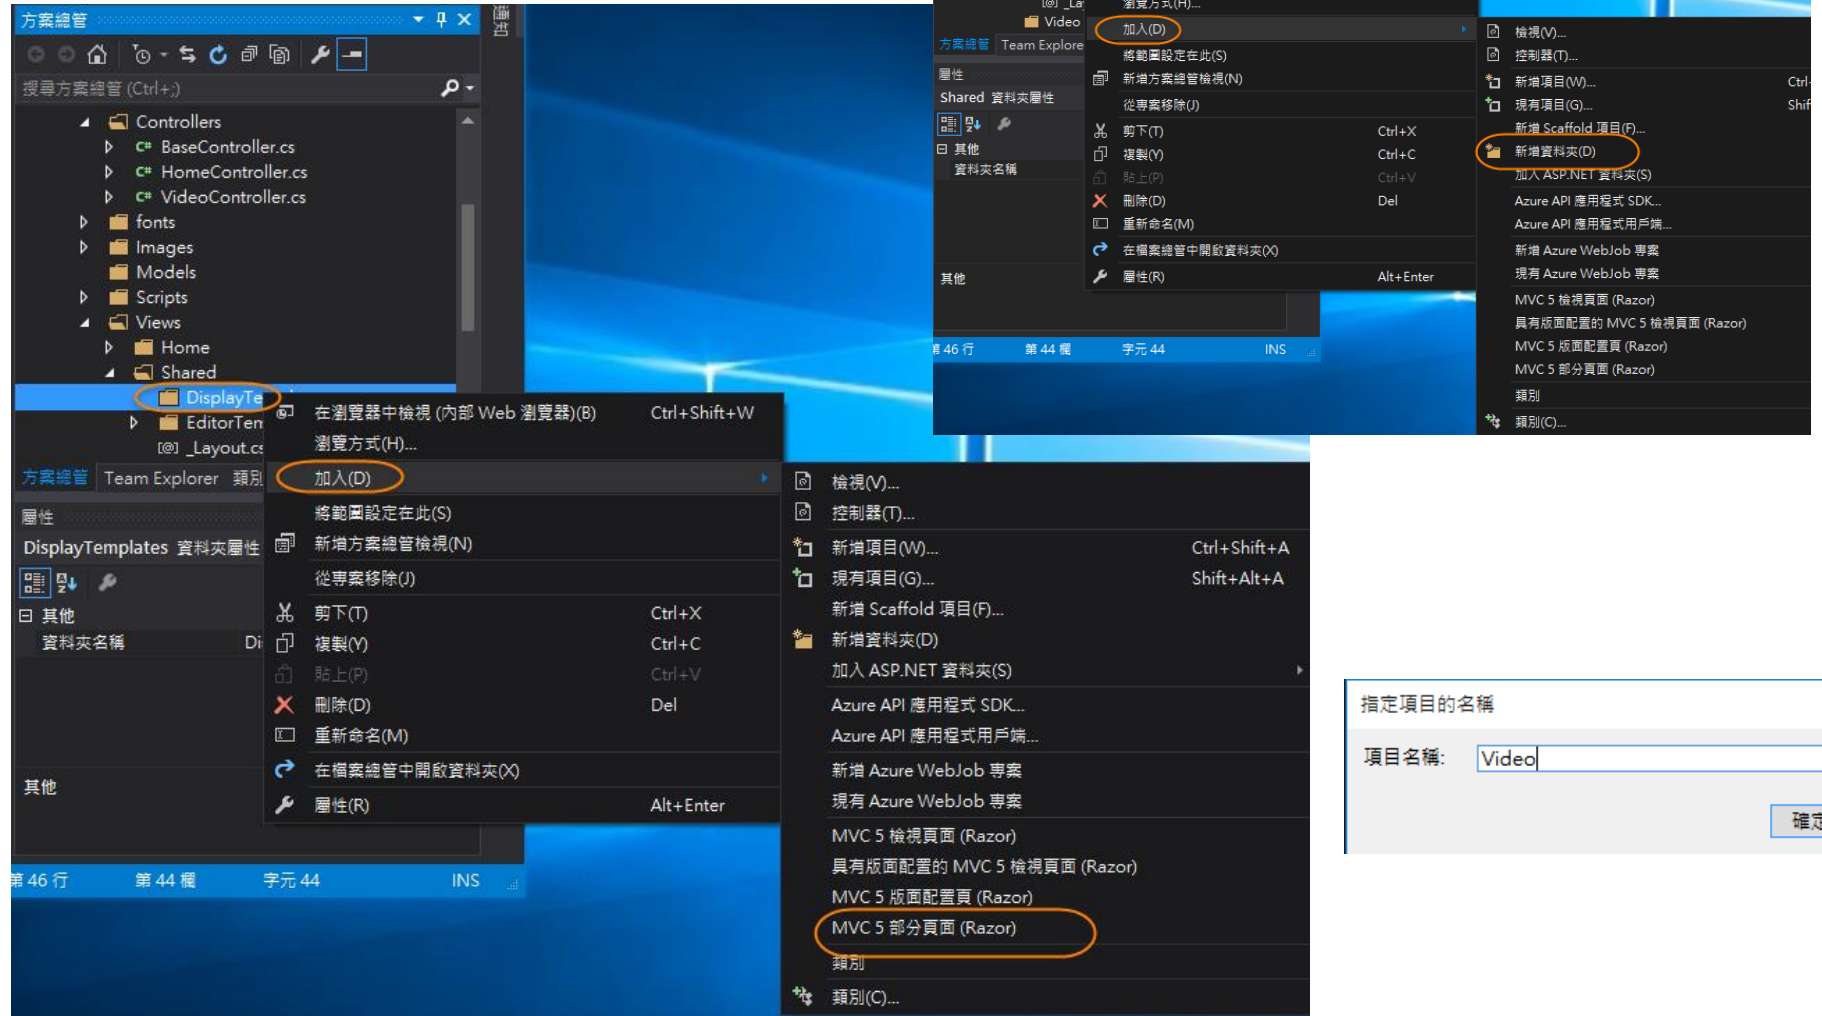 方案總管
通知
搜尋方案總管 (Ctrl+;)
Controllers
C# BaseController.cs
C# HomeController.cs
C# VideoController.cs
fonts
Images
Models
Scripts
Views
Home
Shared
DisplayTe
EditorTen
[@] _Layout.cs
方案總管 Team Explorer 類別
屬性
DisplayTemplates 資料夾屬性
其他
資料夾名稱 Di
其他
第 46 行 第 44 欄 字元 44 INS
在瀏覽器中檢視 (內部 Web 瀏覽器)(B) Ctrl+Shift+W
瀏覽方式(H)...
加入(D)
將範圍設定在此(S)
新增方案總管檢視(N)
從專案移除(J)
剪下(T) Ctrl+X
複製(Y) Ctrl+C
貼上(P) Ctrl+V
刪除(D) Del
重新命名(M)
在檔案總管中開啟資料夾(X)
屬性(R) Alt+Enter
檢視(V)...
控制器(T)...
新增項目(W)... Ctrl+Shift+A
現有項目(G)... Shift+Alt+A
新增 Scaffold 項目(F)...
新增資料夾(D)
加入 ASP.NET 資料夾(S)
Azure API 應用程式 SDK...
Azure API 應用程式用戶端...
新增 Azure WebJob 專案
現有 Azure WebJob 專案
MVC 5 檢視頁面 (Razor)
具有版面配置的 MVC 5 檢視頁面 (Razor)
MVC 5 版面配置頁 (Razor)
MVC 5 部分頁面 (Razor)
類別
類別(C)...
[@] _La
Video
方案總管 Team Explore
屬性
Shared 資料夾屬性
其他
資料夾名稱
其他
第 46 行 第 44 欄 字元 44 INS
瀏覽方式(H)...
加入(D)
將範圍設定在此(S)
新增方案總管檢視(N)
從專案移除(J)
剪下(T) Ctrl+X
複製(Y) Ctrl+C
貼上(P) Ctrl+V
刪除(D) Del
重新命名(M)
在檔案總管中開啟資料夾(X)
屬性(R) Alt+Enter
檢視(V)...
控制器(T)...
新增項目(W)... Ctrl+
現有項目(G)... Shif
新增 Scaffold 項目(F)...
新增資料夾(D)
加入 ASP.NET 資料夾(S)
Azure API 應用程式 SDK...
Azure API 應用程式用戶端...
新增 Azure WebJob 專案
現有 Azure WebJob 專案
MVC 5 檢視頁面 (Razor)
具有版面配置的 MVC 5 檢視頁面 (Razor)
MVC 5 版面配置頁 (Razor)
MVC 5 部分頁面 (Razor)
類別
類別(C)...
指定項目的名稱
項目名稱: Video
確定